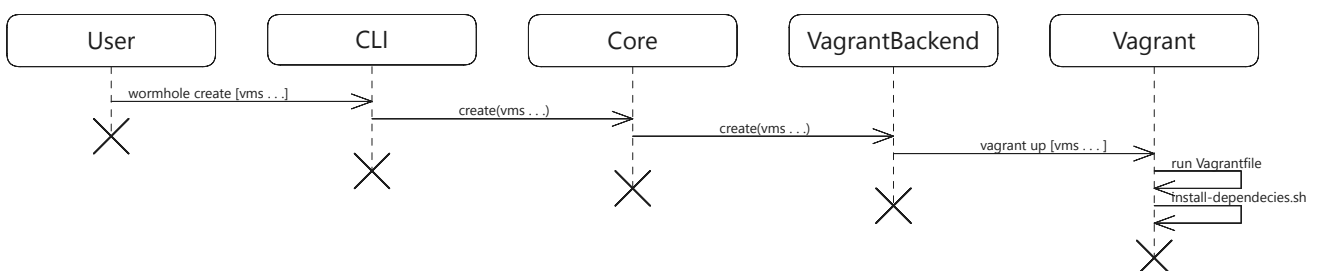 User
CLI
Core
VagrantBackend
Vagrant
wormhole create [vms . . .]
create(vms . . .)
create(vms . . .)
vagrant up [vms . . . ]
run Vagrantfile
install-dependecies.sh